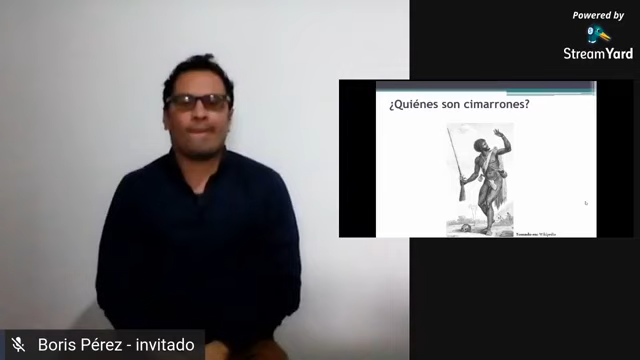 Powered by
StreamYard
¿Quiénes son cimarrones?
Tomado en: Wikipedia
Boris Pérez - invitado